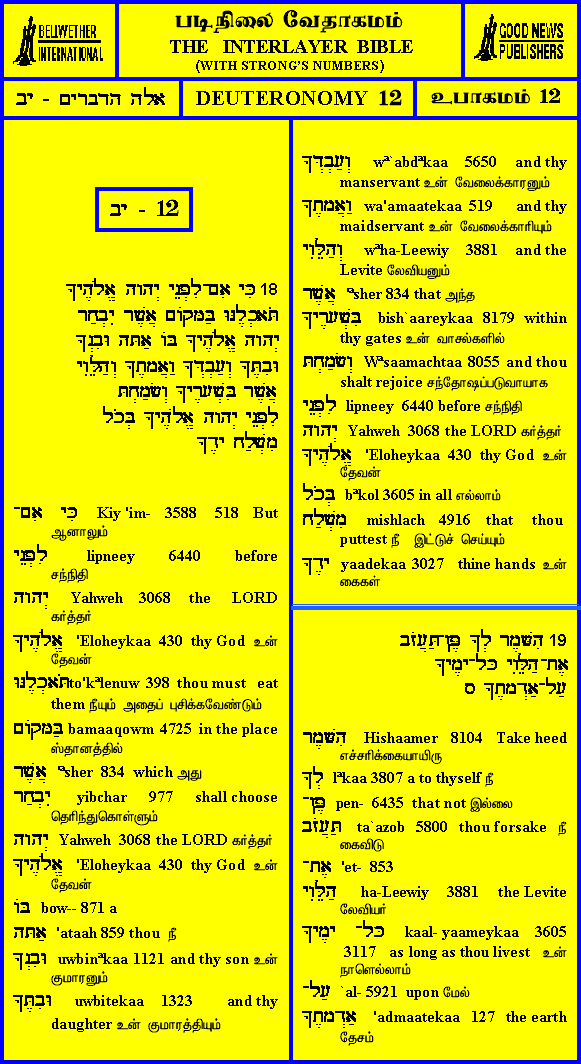 BELLWETHER
INTERNATIONAL
படிநிலை வேதாகமம்
THE INTERLAYER BIBLE
(WITH STRONG'S NUMBERS)
GOOD NEWS
PUBLISHERS
אלה הדברים - יב
DEUTERONOMY 12
உபாகமம் 12
יב - 12
18 כִּי אִם־לִפְנֵי יְהוָה אֱלֹהֶיךָ
תֹּאכְלֶנּוּ בַּמָּקוֹם אֲשֶׁר יִבְחַר
יְהוָה אֱלֹהֶיךָ בּוֹ אַתָּה וּבִנְךָ
וּבִתֶּךָ וְעַבְדְּךָ וַאֲמָתֶךָ וְהַלֵּוִי
אֲשֶׁר בִּשְׁעָרֶיךָ וְשָׂמַחְתָּ
לִפְנֵי יְהוָה אֱלֹהֶיךָ בְּכֹל
מִשְׁלַח יָדֶךָ
כִּי אִם־ Kiy 'im- 3588 518 But
ஆனாலும்
לִפְנֵי lipneey 6440 before
சந்நிதி
יְהוָה Yahweh 3068 the LORD
கர்த்தர்
אֱלֹהֶיךָ 'Eloheykaa 430 thy God உன்
தேவன்
תֹּאכְלֶנּוּ to'kªlenuw 398 thou must eat
them நீயும் அதைப் புசிக்கவேண்டும்
בַּמָּקוֹם bamaaqowm 4725 in the place
ஸ்தானத்தில்
אֲשֶׁר ªsher 834 which அது
יִבְחַר yibchar 977 shall choose
தெரிந்துகொள்ளும்
יְהוָה Yahweh 3068 the LORD கர்த்தர்
אֱלֹהֶיךָ 'Eloheykaa 430 thy God உன்
தேவன்
בּוֹ bow-- 871 a
אַתָּה 'ataah 859 thou நீ
וּבִנְךָ uwbinªkaa 1121 and thy son உன்
குமாரனும்
וּבִתֶּךָ uwbitekaa 1323 and thy
daughter உன் குமாரத்தியும்
וְעַבְדְּךָ wª`abdªkaa 5650 and thy
manservant உன் வேலைக்காரனும்
וַאֲמָתֶךָ wa'amaatekaa 519 and thy
maidservant உன் வேலைக்காரியும்
וְהַלֵּוִי wªha-Leewiy 3881 and the
Levite லேவியனும்
אֲשֶׁר ªsher 834 that அந்த
בִּשְׁעָרֶיךָ bish`aareykaa 8179 within
thy gates உன் வாசல்களில்
וְשָׂמַחְתָּ Wªsaamachtaa 8055 and thou
shalt rejoice சந்தோஷப்படுவாயாக
לִפְנֵי lipneey 6440 before சந்நிதி
יְהוָה Yahweh 3068 the LORD கர்த்தர்
אֱלֹהֶיךָ 'Eloheykaa 430 thy God உன்
தேவன்
בְּכֹל bªkol 3605 in all எல்லாம்
מִשְׁלַח mishlach 4916 that thou
puttest நீ இட்டுச் செய்யும்
יָדֶךָ yaadekaa 3027 thine hands உன்
கைகள்
19 הִשָּׁמֶר לְךָ פֶּן־תַּעֲזֹב
אֶת־הַלֵּוִי כָּל־יָמֶיךָ
עַל־אַדְמָתֶךָ ס
הִשָּׁמֶר Hishaamer 8104 Take heed
எச்சரிக்கையாயிரு
לְךָ lªkaa 3807 a to thyself நீ
פֶּן־ pen- 6435 that not இல்லை
תַּעֲזֹב ta`azob 5800 thou forsake நீ
கைவிடு
אֶת־ 'et- 853
הַלֵּוִי ha-Leewiy 3881 the Levite
லேவியர்
כָּל־ יָמֶיךָ kaal- yaameykaa 3605
3117 as long as thou livest உன்
நாளெல்லாம்
עַל־ `al- 5921 upon மேல்
אַדְמָתֶךָ 'admaatekaa 127 the earth
தேசம்